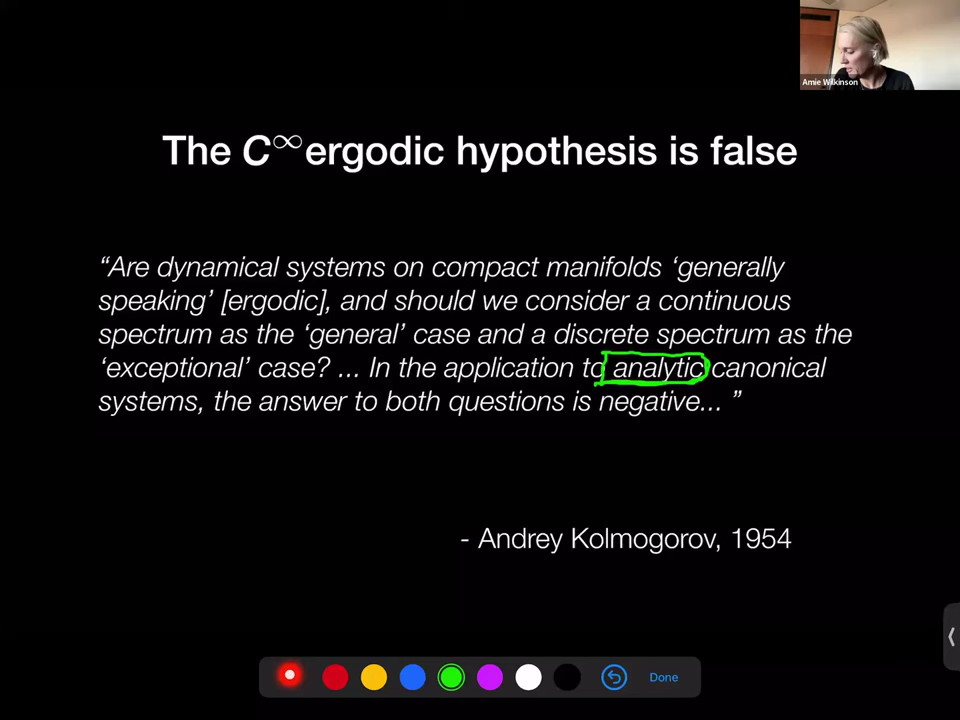 Amie Wilkinson
The C∞ ergodic hypothesis is false
“Are dynamical systems on compact manifolds ‘generally
speaking’ [ergodic], and should we consider a continuous
spectrum as the ‘general’ case and a discrete spectrum as the
‘exceptional’ case? ... In the application to analytic canonical
systems, the answer to both questions is negative... ”
- Andrey Kolmogorov, 1954
Done